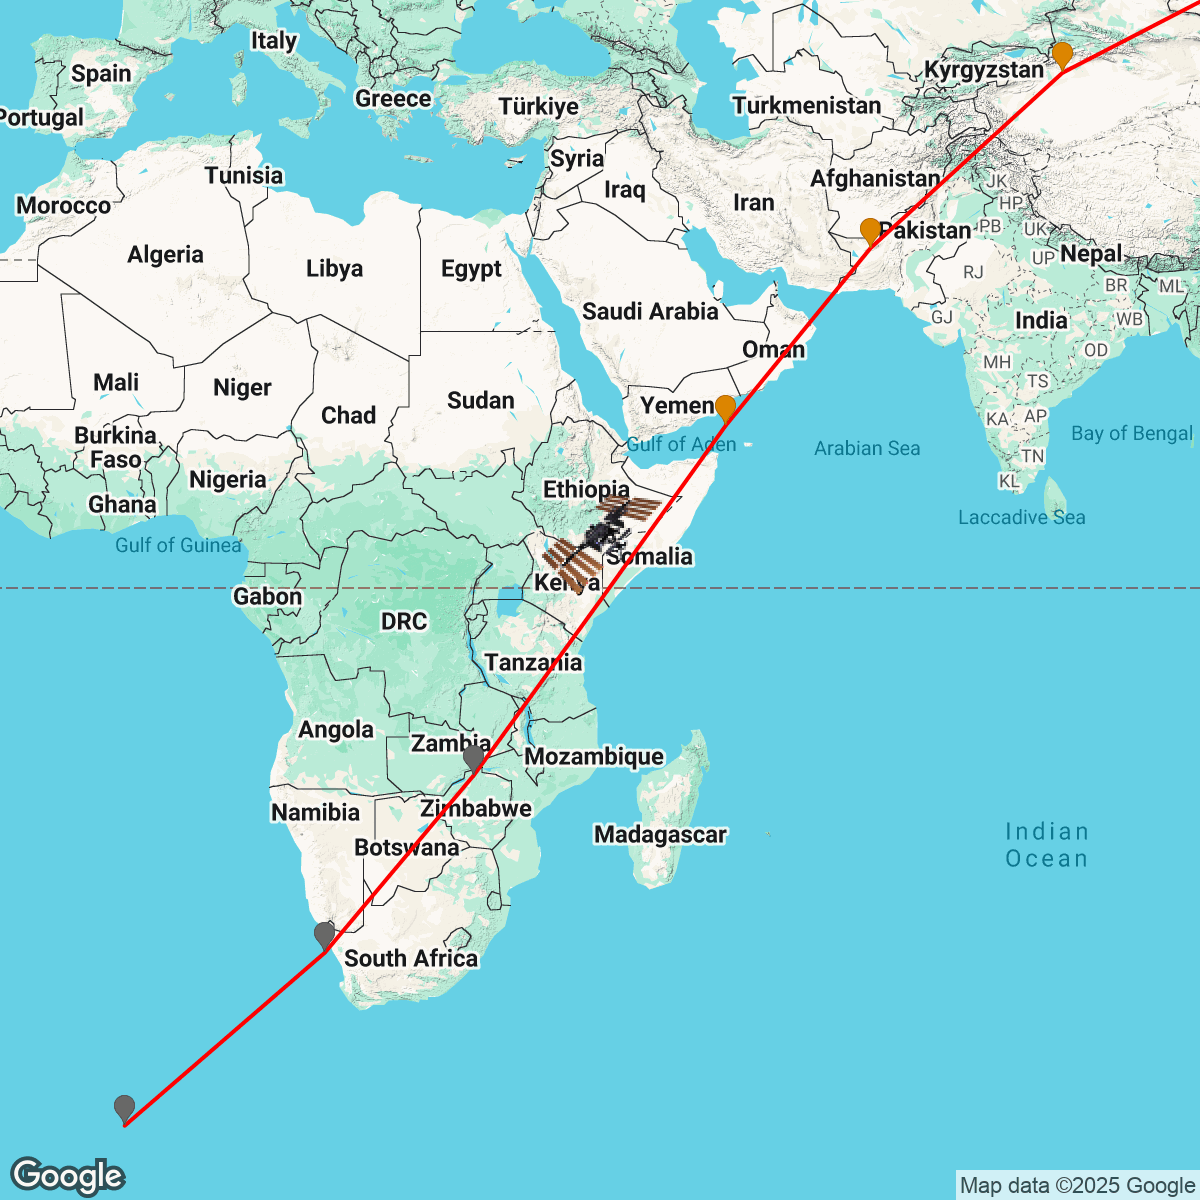 Italy
Spain
Portugal
Greece
Türkiye
Kyrgyzstan
Turkmenistan
Syria
Tunisia
Iraq
Iran
Afghanistan
JK
HP
Morocco
Algeria
Libya
Egypt
Pakistan
PB
UK
UP
Nepal
RJ
BR
ML
Saudi Arabia
GJ
India
WB
Oman
OD
MH
TS
Mali
Niger
Chad
Sudan
Yemen
KA
AP
Bay of Bengal
Burkina
Faso
Gulf of Aden
Arabian Sea
TN
KL
Nigeria
Ghana
Ethiopia
Laccadive Sea
Gulf of Guinea
Somalia
Kenya
Gabon
DRC
Tanzania
Angola
Zambia
Mozambique
Namibia
Zimbabwe
Madagascar
Indian
Ocean
Botswana
South Africa
Google
Map data ©2025 Google